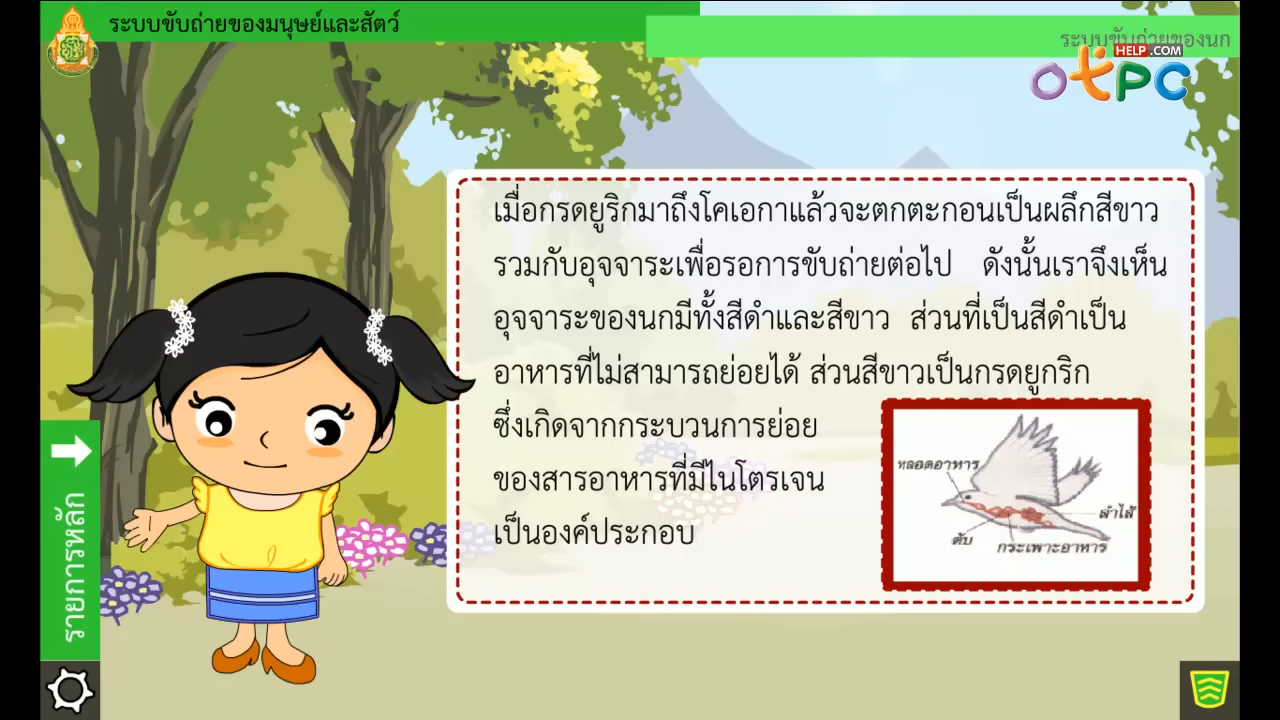 ระบบขับถ่ายของมนุษย์และสัตว์
ระบบขับถ่ายของนก
HELP .COM
OTPC
เมื่อกรดยูริกมาถึงโคเอกาแล้วจะตกตะกอนเป็นผลึกสีขาว
รวมกับอุจจาระเพื่อรอการขับถ่ายต่อไป ดังนั้นเราจึงเห็น
อุจจาระของนกมีทั้งสีดำและสีขาว ส่วนที่เป็นสีดำเป็น
อาหารที่ไม่สามารถย่อยได้ ส่วนสีขาวเป็นกรดยูกริก
ซึ่งเกิดจากกระบวนการย่อย
ของสารอาหารที่มีไนโตรเจน
เป็นองค์ประกอบ
หลอดอาหาร
ลำไส้
ตับ
กระเพาะอาหาร
รายการหลัก